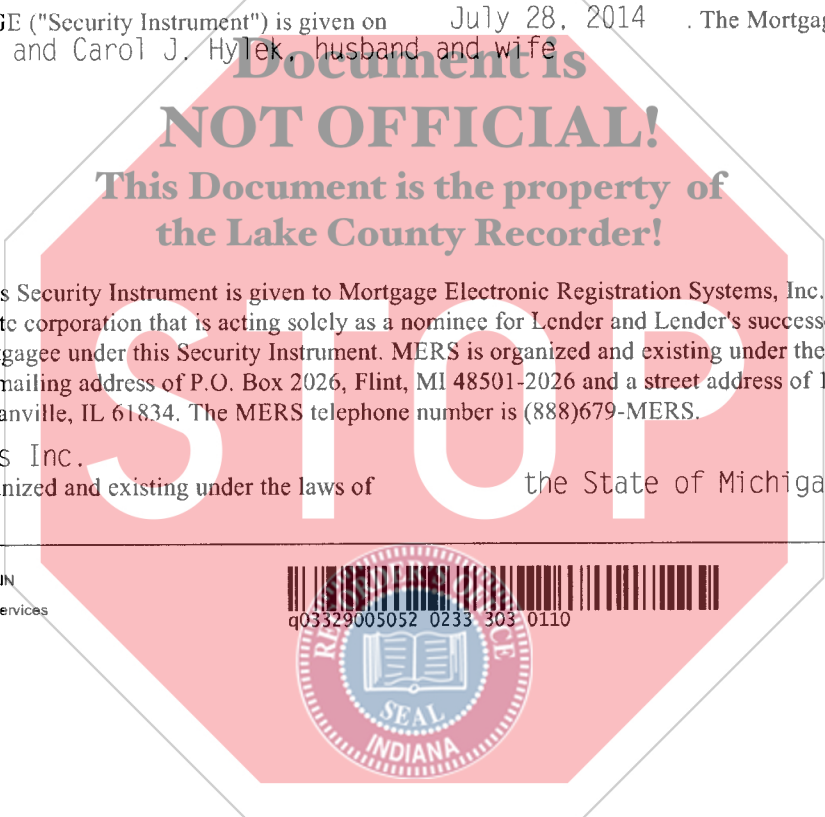 GE ("Security Instrument") is given on July 28, 2014 . The Mortgag
and Carol J. Hylek, husband and wife
Document is
NOT OFFICIAL!
This Document is the property of
the Lake County Recorder!
s Security Instrument is given to Mortgage Electronic Registration Systems, Inc.
te corporation that is acting solely as a nominee for Lender and Lender's success
gagee under this Security Instrument. MERS is organized and existing under the
mailing address of P.O. Box 2026, Flint, MI 48501-2026 and a street address of 1
anville, IL 61834. The MERS telephone number is (888)679-MERS.
STOP
s Inc.
nized and existing under the laws of the State of Michiga
IN
ervices
q03329005052 0233 303 0110
RECORDER'S OFFICE
SEAL
INDIANA